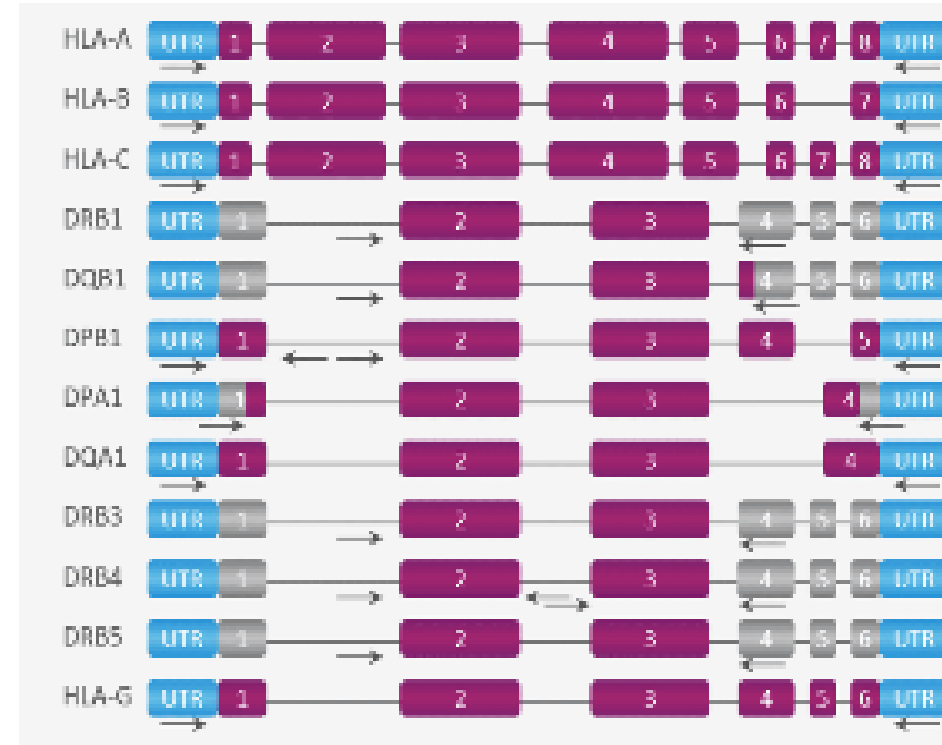 HLA-A UTR 1 2 3 4 5 6 7 8 UTR
HLA-B UTR 1 2 3 4 5 6 7 UTR
HLA-C UTR 1 2 3 4 5 6 7 8 UTR
DRB1 UTR 1 2 3 4 5 6 UTR
DQB1 UTR 1 2 3 4 5 6 UTR
DPB1 UTR 1 2 3 4 5 UTR
DPA1 UTR 1 2 3 4 UTR
DQA1 UTR 1 2 3 4 UTR
DRB3 UTR 1 2 3 4 5 6 UTR
DRB4 UTR 1 2 3 4 5 6 UTR
DRB5 UTR 1 2 3 4 5 6 UTR
HLA-G UTR 1 2 3 4 5 6 UTR